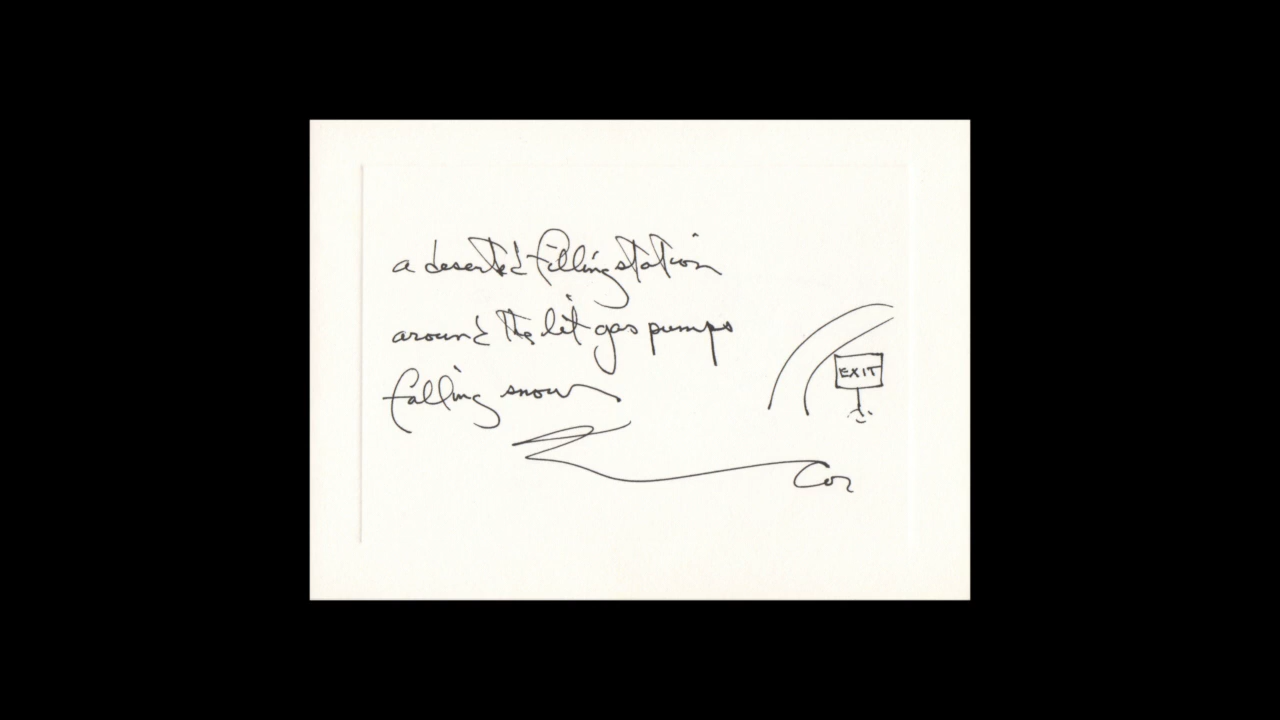 a deserted filling station
around the lit gas pumps
falling snow
EXIT
Cor